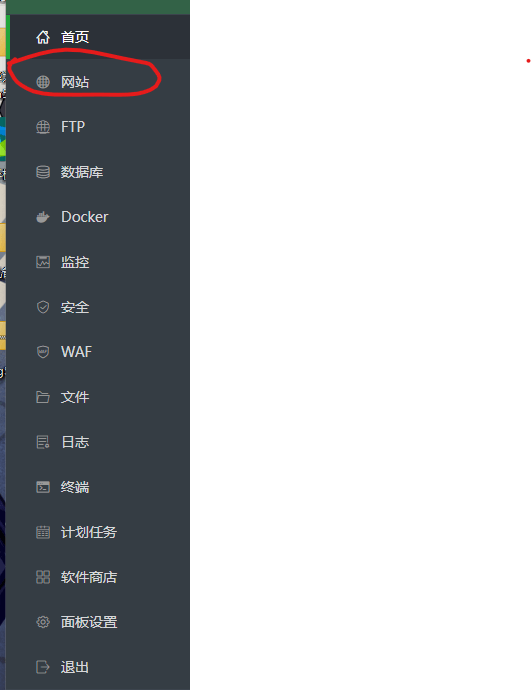 首页
网站
FTP
数据库
Docker
监控
安全
WAF
文件
日志
终端
计划任务
软件商店
面板设置
退出